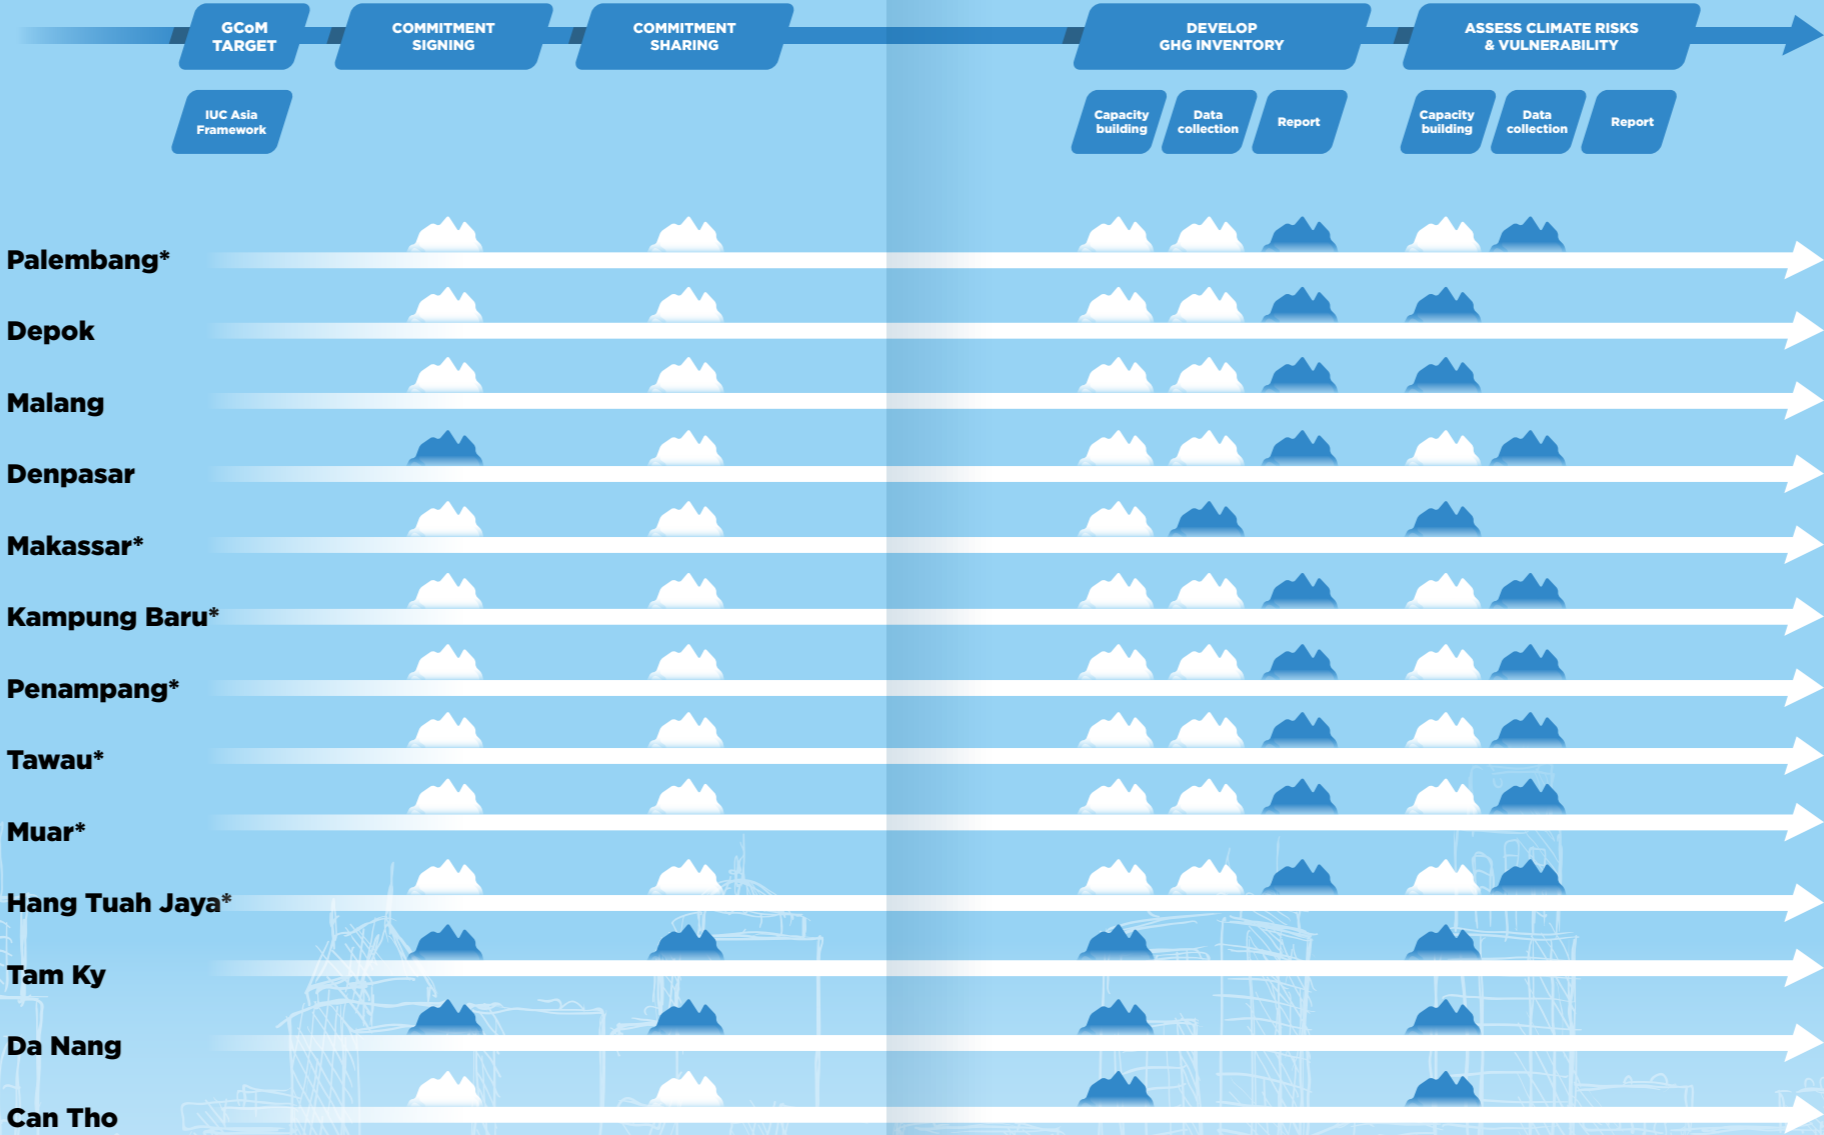 GCoM
TARGET
COMMITMENT
SIGNING
COMMITMENT
SHARING
DEVELOP
GHG INVENTORY
ASSESS CLIMATE RISKS
& VULNERABILITY
IUC Asia
Framework
Capacity
building
Data
collection
Report
Capacity
building
Data
collection
Report
Palembang*
Depok
Malang
Denpasar
Makassar*
Kampung Baru*
Penampang*
Tawau*
Muar*
Hang Tuah Jaya*
Tam Ky
Da Nang
Can Tho